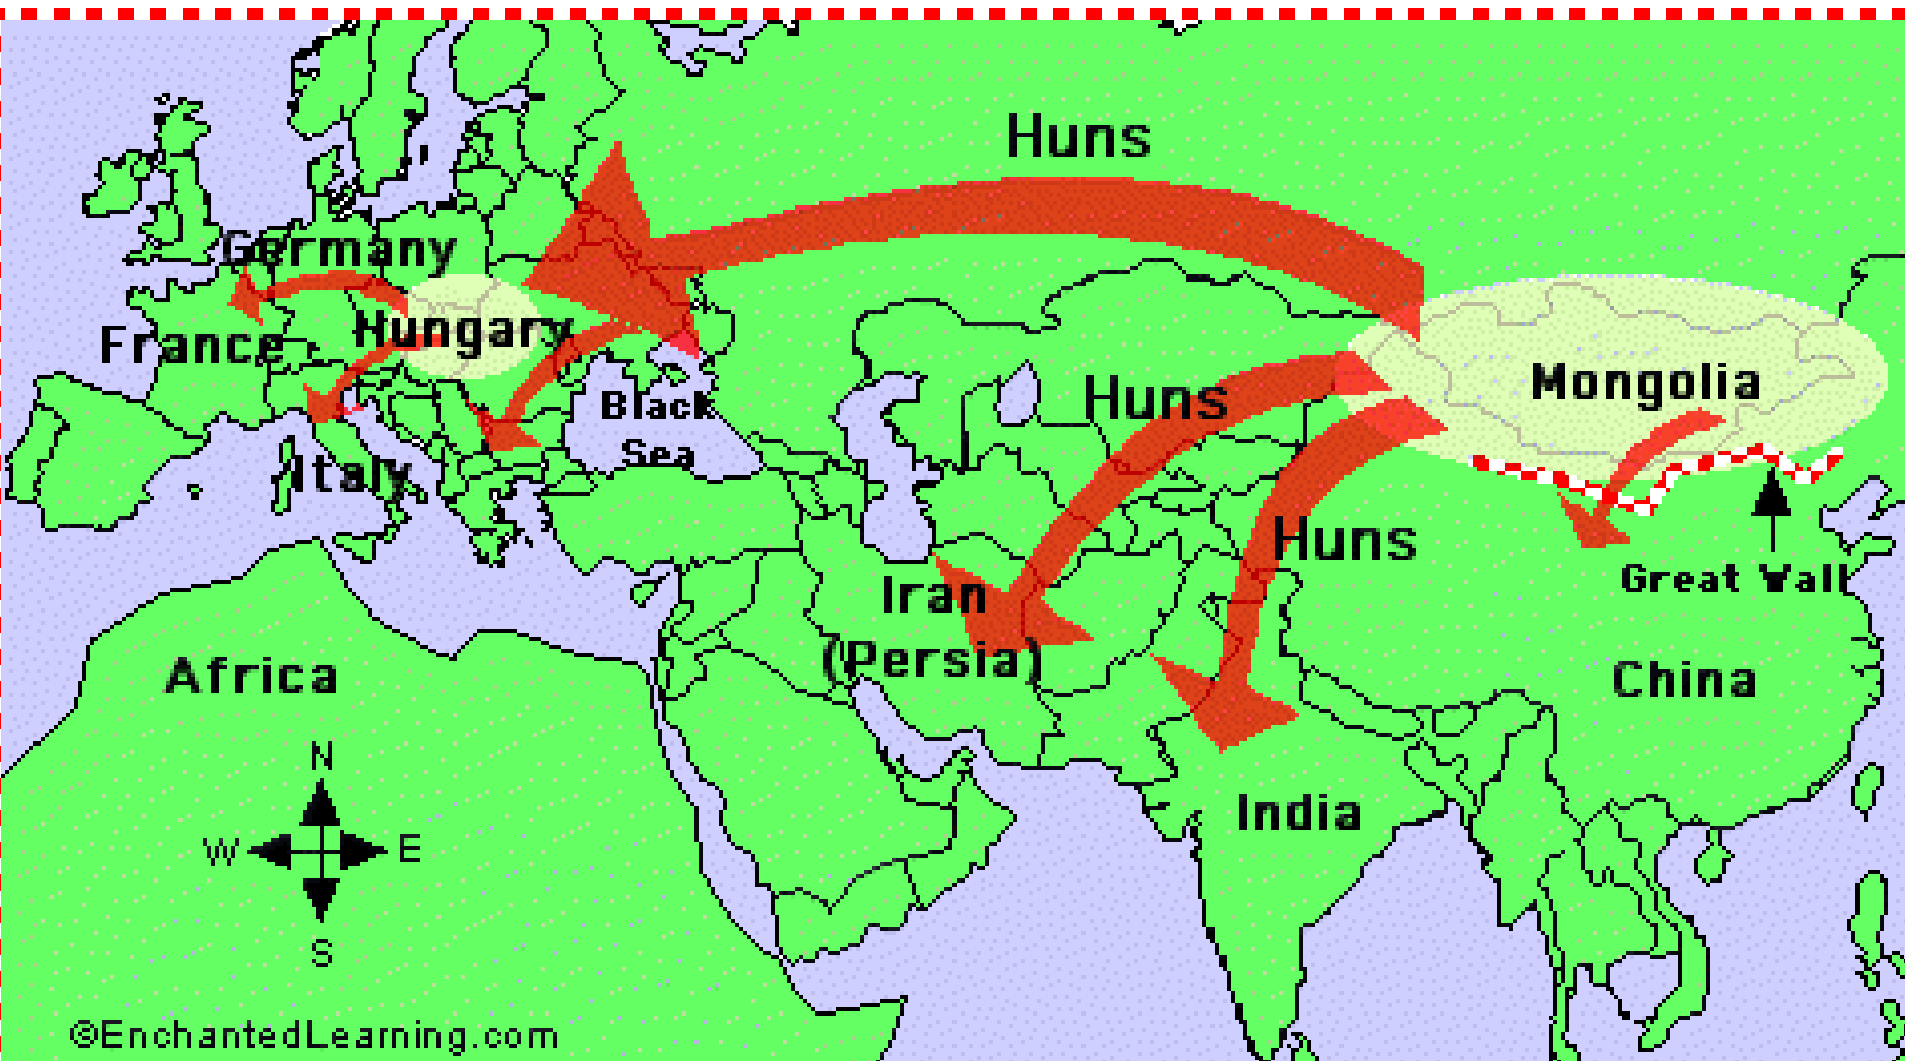 Huns
Germany
Hungary
France
Mongolia
Huns
Black
Sea
Italy
Huns
Great Wall
Iran
(Persia)
Africa
China
N
India
W
E
S
©EnchantedLearning.com